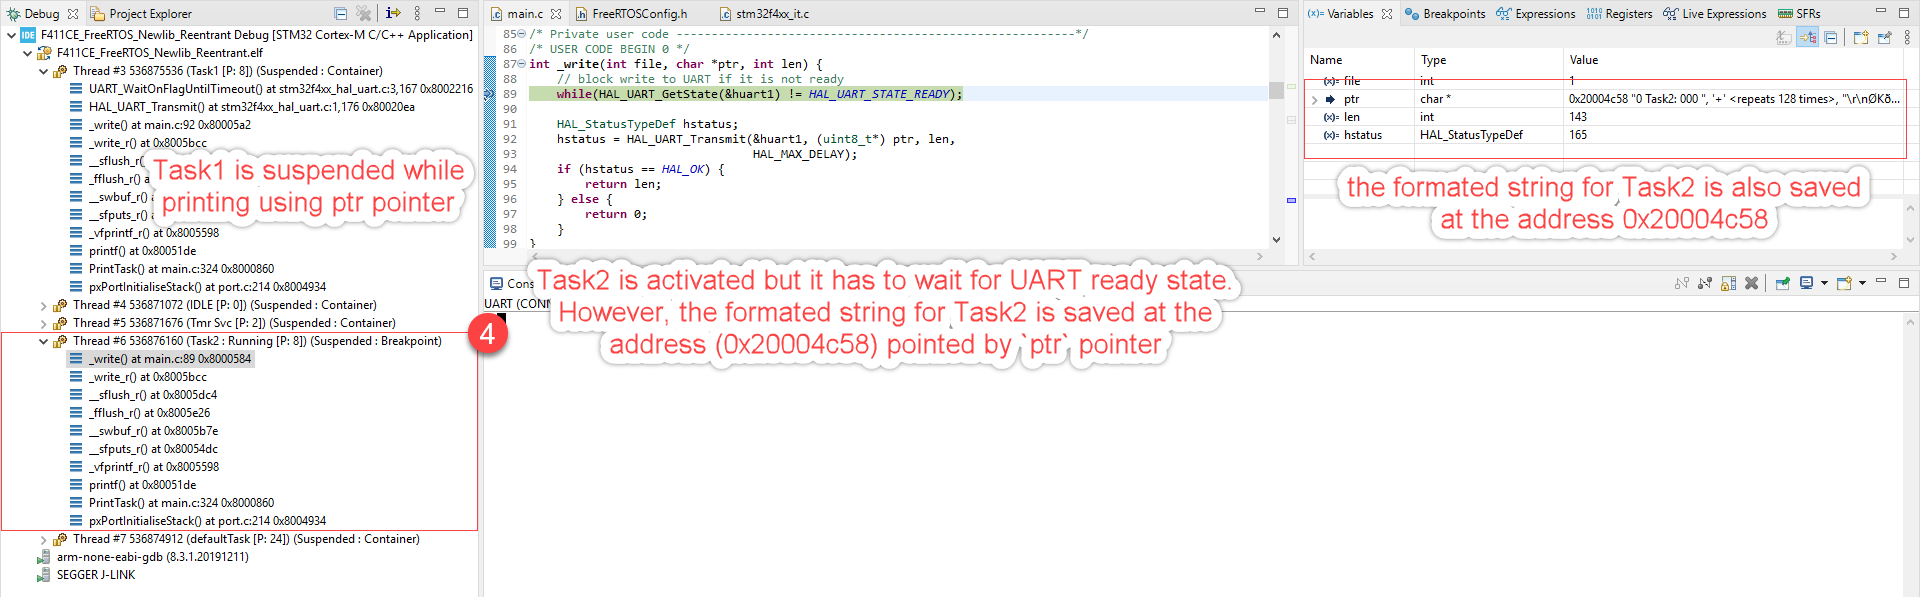 Debug
Project Explorer
F411CE_FreeRTOS_Newlib_Reentrant Debug [STM32 Cortex-M C/C++ Application]
F411CE_FreeRTOS_Newlib_Reentrant.elf
Thread #3 536875536 (Task1 [P: 8]) (Suspended : Container)
UART_WaitOnFlagUntilTimeout() at stm32f4xx_hal_uart.c:3,167 0x8002216
HAL_UART_Transmit() at stm32f4xx_hal_uart.c:1,176 0x80020ea
_write() at main.c:92 0x80005a2
_write_r() at 0x8005bcc
__sflush_r()
_fflush_r() at
__swbuf_r() at
__sfputs_r() at
_vfprintf_r() at 0x8005598
printf() at 0x80051de
PrintTask() at main.c:324 0x8000860
pxPortInitialiseStack() at port.c:214 0x8004934
Task1 is suspended while
printing using ptr pointer
Thread #4 536871072 (IDLE [P: 0]) (Suspended : Container)
Thread #5 536871676 (Tmr Svc [P: 2]) (Suspended : Container)
Thread #6 536876160 (Task2 : Running [P: 8]) (Suspended : Breakpoint)
_write() at main.c:89 0x8000584
_write_r() at 0x8005bcc
__sflush_r() at 0x8005dc4
_fflush_r() at 0x8005e26
__swbuf_r() at 0x8005b7e
__sfputs_r() at 0x80054dc
_vfprintf_r() at 0x8005598
printf() at 0x80051de
PrintTask() at main.c:324 0x8000860
pxPortInitialiseStack() at port.c:214 0x8004934
Thread #7 536874912 (defaultTask [P: 24]) (Suspended : Container)
arm-none-eabi-gdb (8.3.1.20191211)
SEGGER J-LINK
4
main.c
FreeRTOSConfig.h
stm32f4xx_it.c
85 /* Private user code ---------------------------------------------------------*/
86 /* USER CODE BEGIN 0 */
87 int _write(int file, char *ptr, int len) {
88 // block write to UART if it is not ready
89 while(HAL_UART_GetState(&huart1) != HAL_UART_STATE_READY);
90
91 HAL_StatusTypeDef hstatus;
92 hstatus = HAL_UART_Transmit(&huart1, (uint8_t*) ptr, len,
93 HAL_MAX_DELAY);
94 if (hstatus == HAL_OK) {
95 return len;
96 } else {
97 return 0;
98 }
99 }
Cons
UART (CON
Task2 is activated but it has to wait for UART ready state.
However, the formated string for Task2 is saved at the
address (0x20004c58) pointed by `ptr` pointer
Variables
Breakpoints
Expressions
Registers
Live Expressions
SFRs
Name Type Value
file int 1
ptr char * 0x20004c58 "0 Task2: 000 ", '+' <repeats 128 times>, "\r\nØKð...
len int 143
hstatus HAL_StatusTypeDef 165
the formated string for Task2 is also saved
at the address 0x20004c58